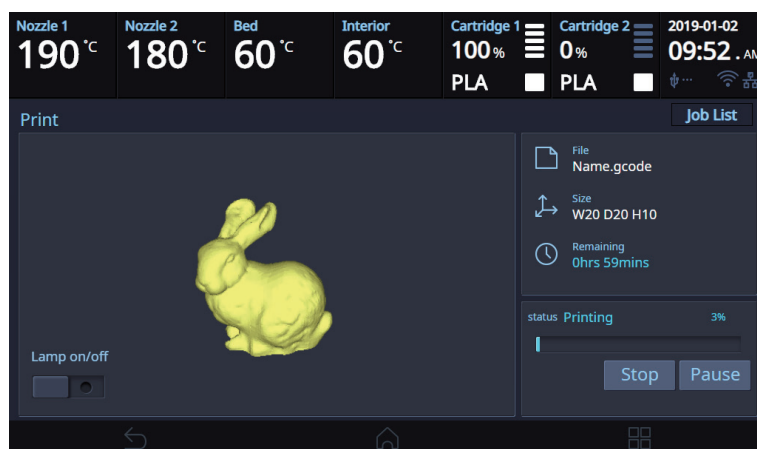 Nozzle 1
190 °C
Nozzle 2
180 °C
Bed
60 °C
Interior
60 °C
Cartridge 1
100 %
PLA
Cartridge 2
0 %
PLA
2019-01-02
09:52 . AM
Print
Job List
File
Name.gcode
Size
W20 D20 H10
Remaining
0hrs 59mins
status Printing 3%
Lamp on/off
Stop Pause